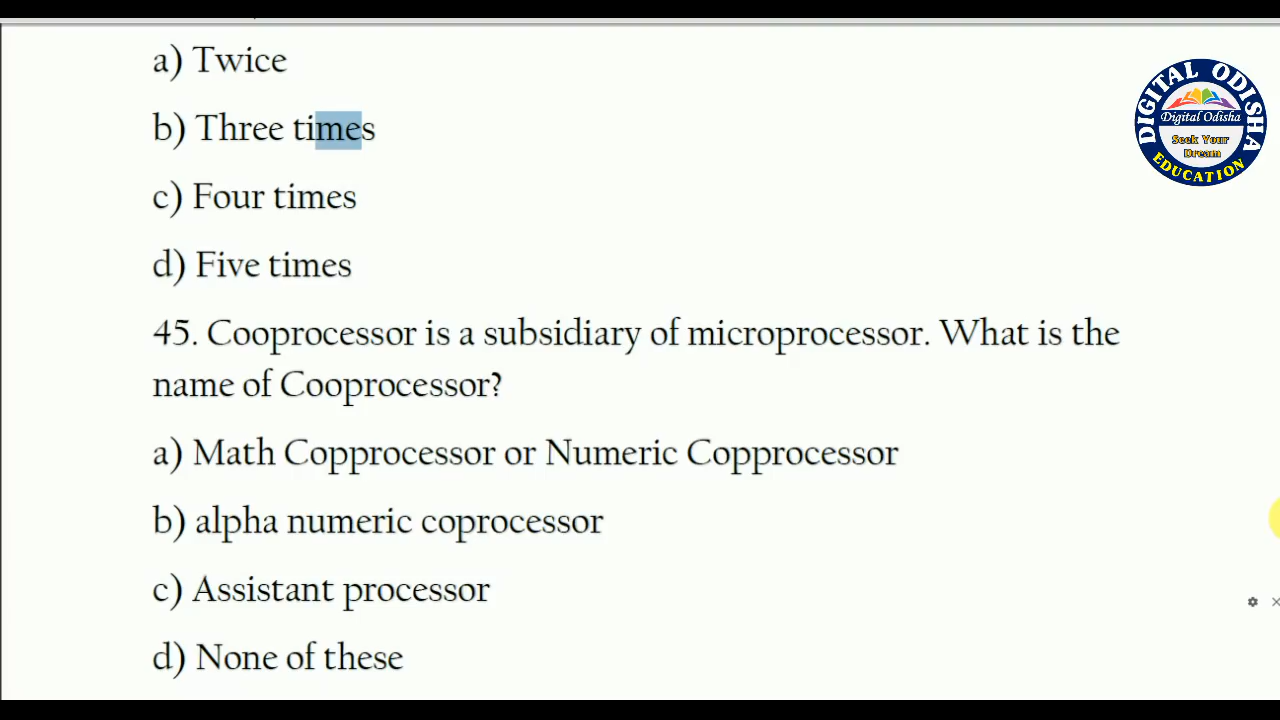 a) Twice
b) Three times
c) Four times
d) Five times
45. Cooprocessor is a subsidiary of microprocessor. What is the
name of Cooprocessor?
a) Math Copprocessor or Numeric Copprocessor
b) alpha numeric coprocessor
c) Assistant processor
d) None of these
DIGITAL ODISHA
Digital Odisha
Seek Your
Dream
EDUCATION